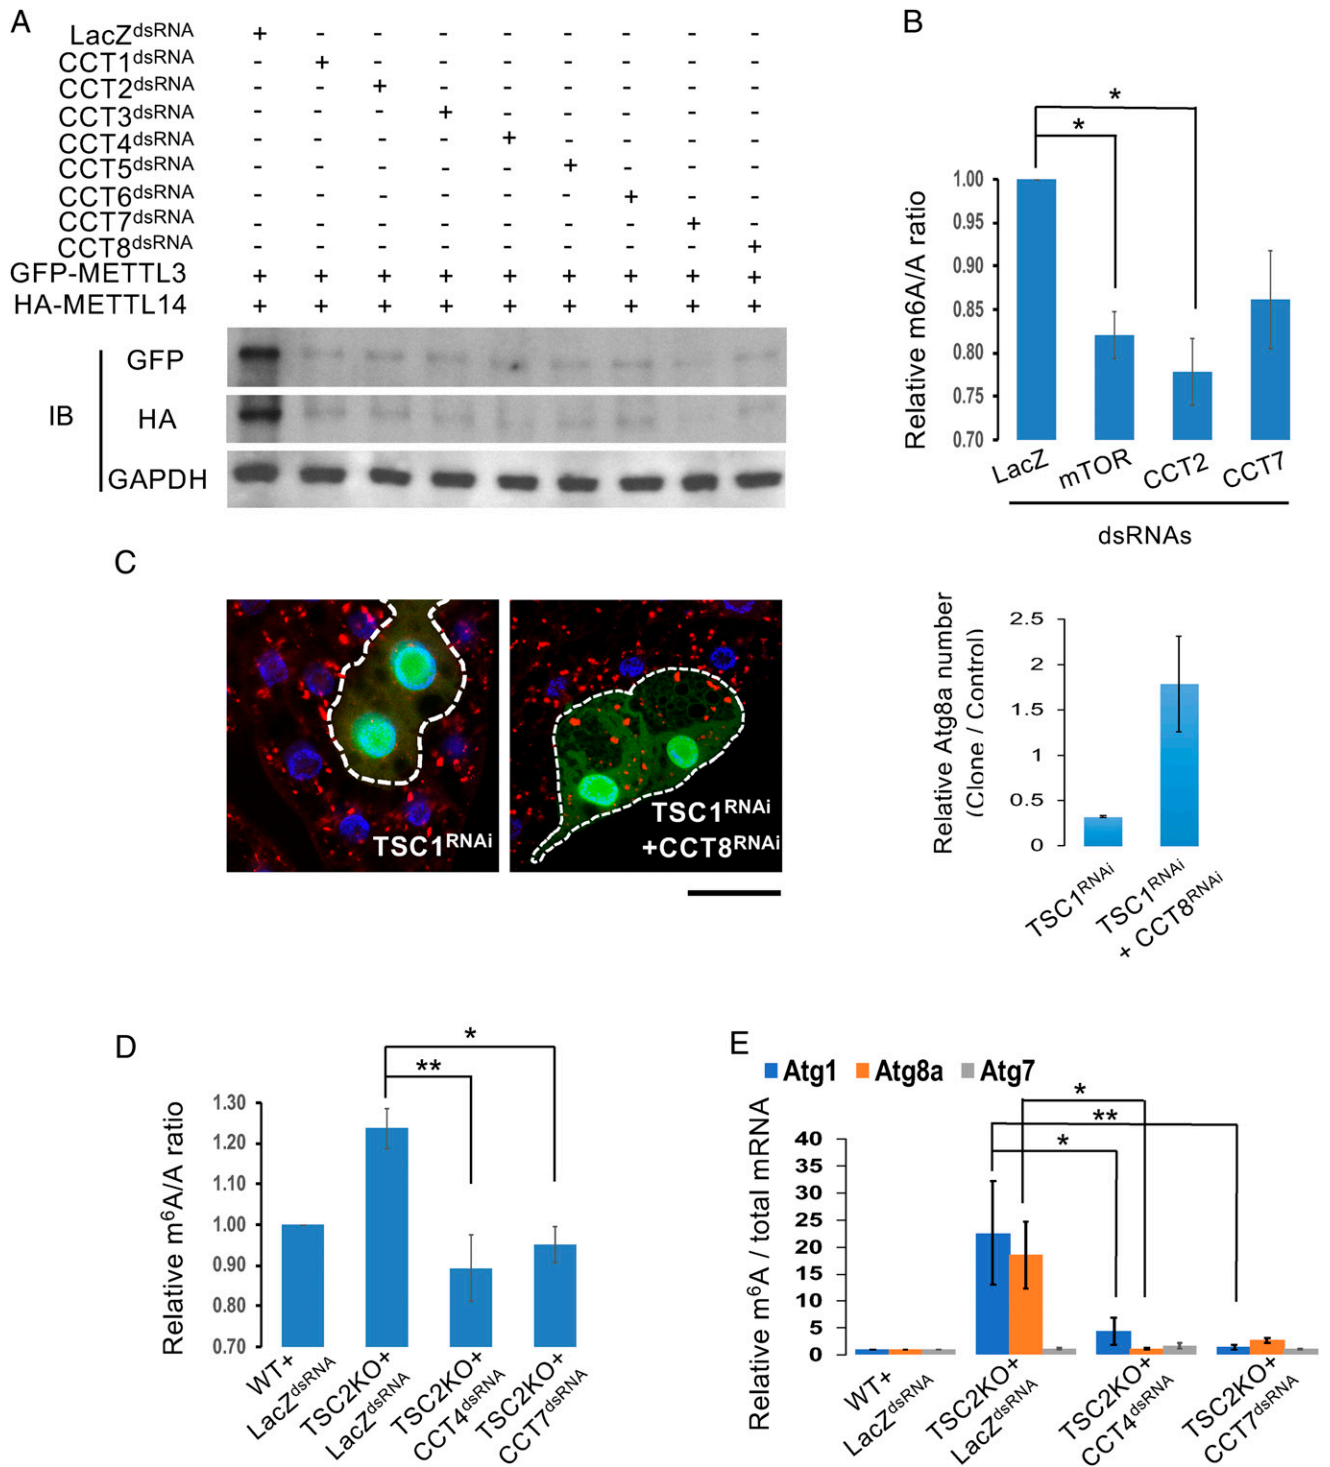 A
LacZdsRNA + - - - - - - - -
CCT1dsRNA - + - - - - - - -
CCT2dsRNA - - + - - - - - -
CCT3dsRNA - - - + - - - - -
CCT4dsRNA - - - - + - - - -
CCT5dsRNA - - - - - + - - -
CCT6dsRNA - - - - - - + - -
CCT7dsRNA - - - - - - - + -
CCT8dsRNA - - - - - - - - +
GFP-METTL3 + + + + + + + + +
HA-METTL14 + + + + + + + + +
IB
GFP
HA
GAPDH
B
*
*
Relative m6A/A ratio
1.00
0.95
0.90
0.85
0.80
0.75
0.70
LacZ mTOR CCT2 CCT7
dsRNAs
C
TSC1RNAi
TSC1RNAi
+CCT8RNAi
Relative Atg8a number
(Clone / Control)
2.5
2
1.5
1
0.5
0
TSC1RNAi
TSC1RNAi
+ CCT8RNAi
D
*
**
Relative m6A/A ratio
1.30
1.20
1.10
1.00
0.90
0.80
0.70
WT+
LacZdsRNA
TSC2KO+
LacZdsRNA
TSC2KO+
CCT4dsRNA
TSC2KO+
CCT7dsRNA
E
Atg1 Atg8a Atg7
*
**
*
Relative m6A / total mRNA
40
35
30
25
20
15
10
5
0
WT+
LacZdsRNA
TSC2KO+
LacZdsRNA
TSC2KO+
CCT4dsRNA
TSC2KO+
CCT7dsRNA